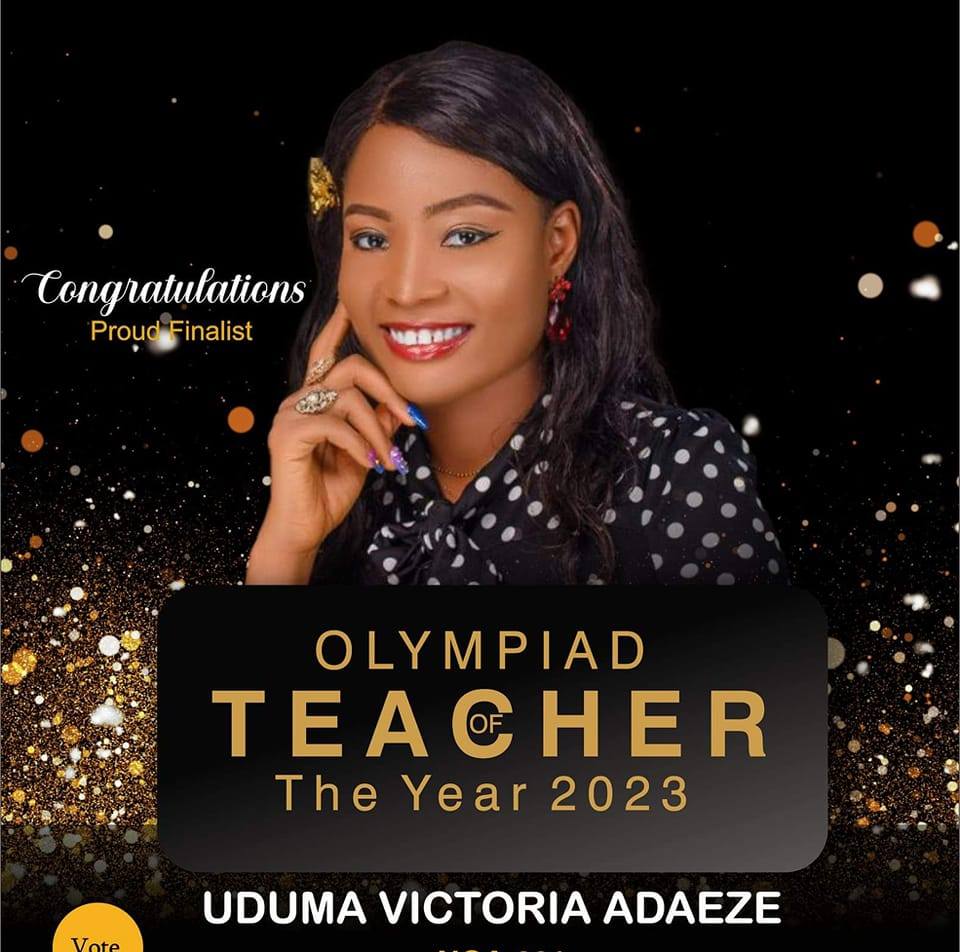 Congratulations
Proud Finalist
OLYMPIAD
TEACHER
OF
The Year 2023
UDUMA VICTORIA ADAEZE
Vote